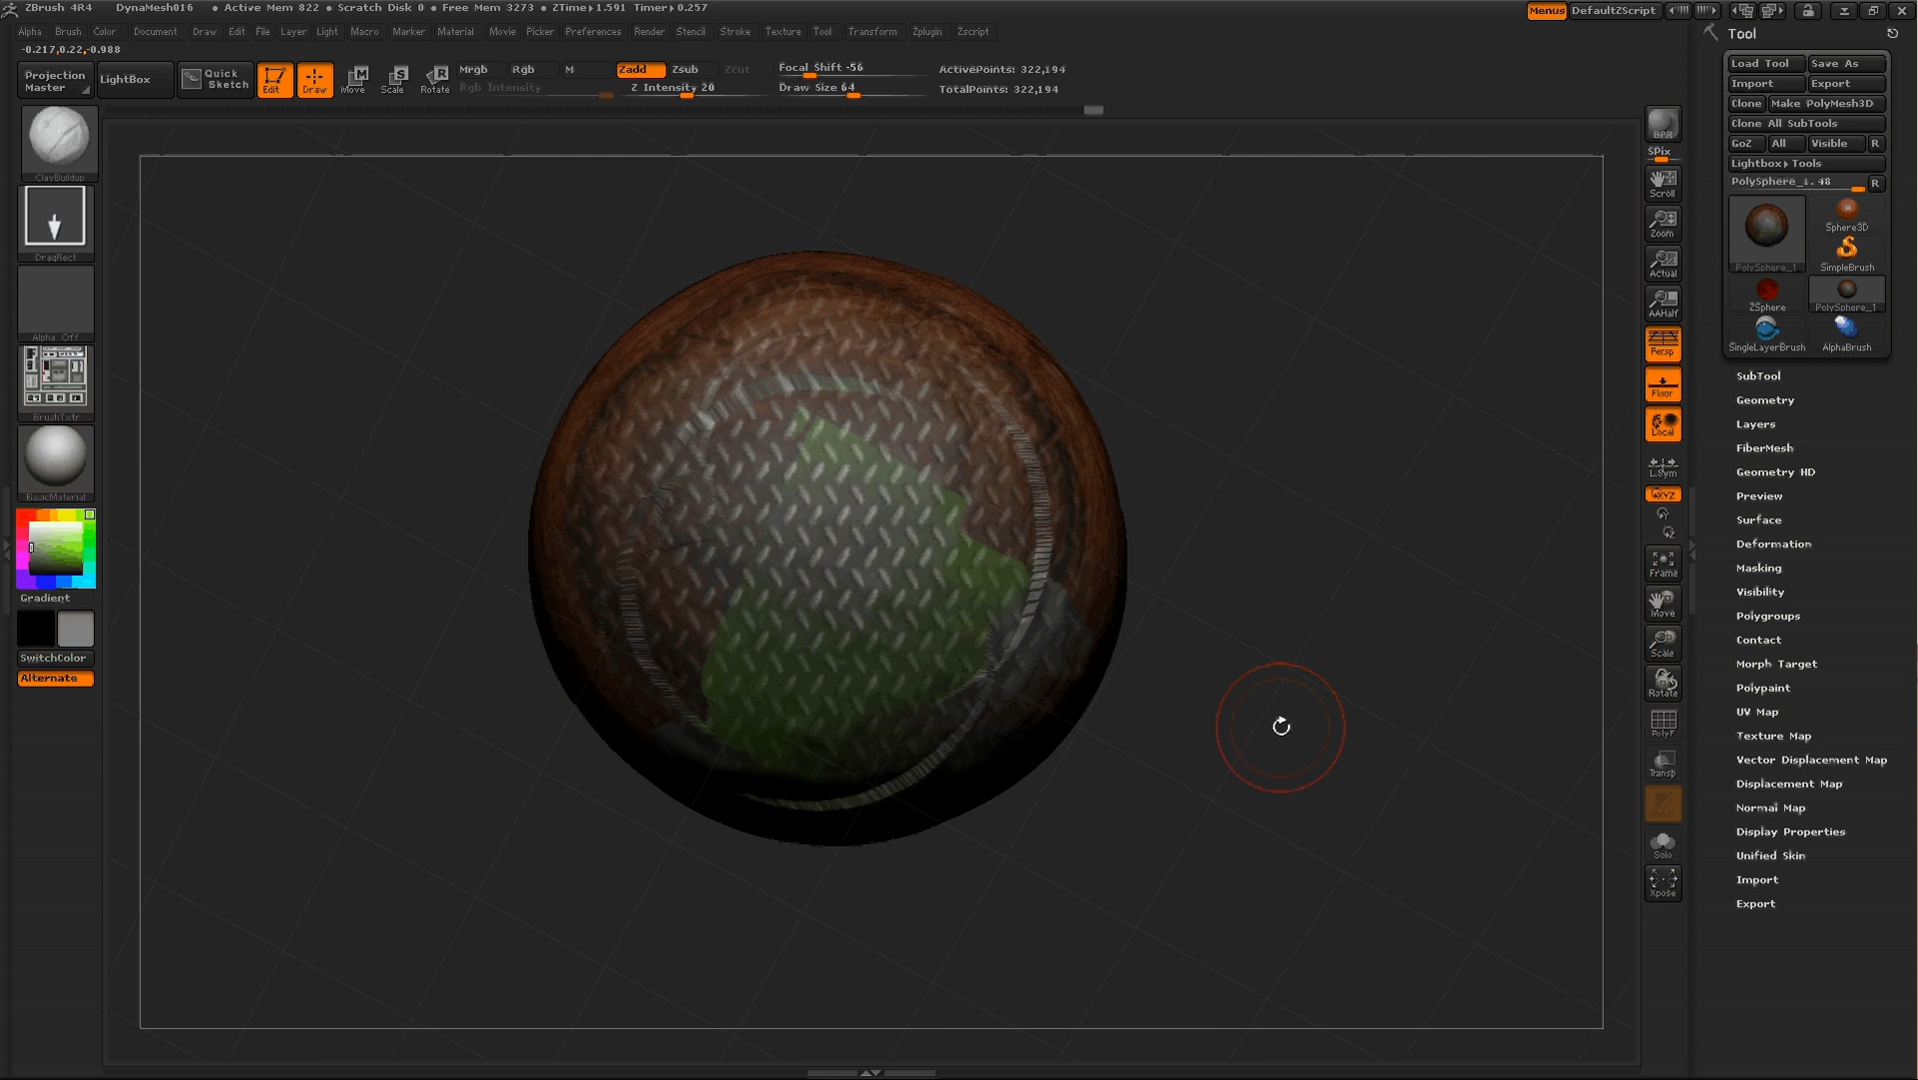 ZBrush 4R4 DynaMesh016 • Active Mem 822 • Scratch Disk 0 • Free Mem 3273 • ZTime▸1.591 Timer▸0.257 Menus DefaultZScript
Alpha Brush Color Document Draw Edit File Layer Light Macro Marker Material Movie Picker Preferences Render Stencil Stroke Texture Tool Transform Zplugin Zscript
-0.217,0.22,-0.988
Projection Master
LightBox
Quick Sketch
Edit
Draw
Move
Scale
Rotate
Mrgb Rgb M
Rgb Intensity
Zadd Zsub Zcut
Z Intensity 20
Focal Shift -56
Draw Size 64
ActivePoints: 322,194
TotalPoints: 322,194
ClayBuildup
DragRect
Alpha Off
BrushTxtr
BasicMaterial
Gradient
SwitchColor
Alternate
BPR
SPix
Scroll
Zoom
Actual
AAHalf
Persp
Floor
Local
L.Sym
XYZ
Frame
Move
Scale
Rotate
PolyF
Transp
Solo
Xpose
Tool
Load Tool Save As
Import Export
Clone Make PolyMesh3D
Clone All SubTools
GoZ All Visible R
Lightbox▸Tools
PolySphere_1. 48 R
PolySphere_1
Sphere3D
SimpleBrush
ZSphere
PolySphere_1
SingleLayerBrush
AlphaBrush
SubTool
Geometry
Layers
FiberMesh
Geometry HD
Preview
Surface
Deformation
Masking
Visibility
Polygroups
Contact
Morph Target
Polypaint
UV Map
Texture Map
Vector Displacement Map
Displacement Map
Normal Map
Display Properties
Unified Skin
Import
Export